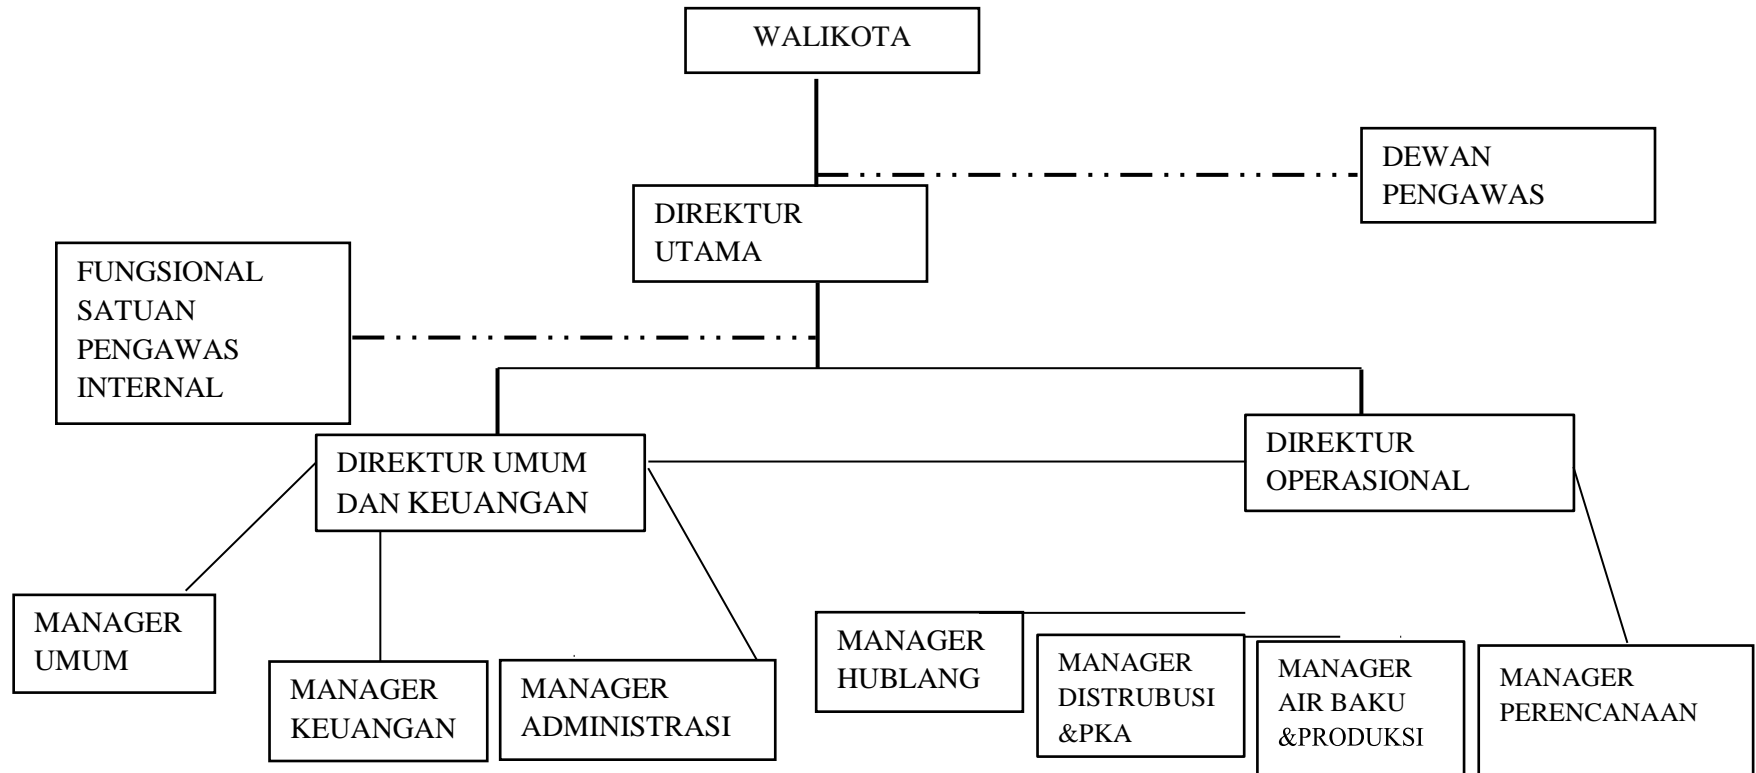 WALIKOTA
DEWAN
PENGAWAS
DIREKTUR
UTAMA
FUNGSIONAL
SATUAN
PENGAWAS
INTERNAL
DIREKTUR UMUM
DAN KEUANGAN
DIREKTUR
OPERASIONAL
MANAGER
UMUM
MANAGER
KEUANGAN
MANAGER
ADMINISTRASI
MANAGER
HUBLANG
MANAGER
DISTRUBUSI
&PKA
MANAGER
AIR BAKU
&PRODUKSI
MANAGER
PERENCANAAN